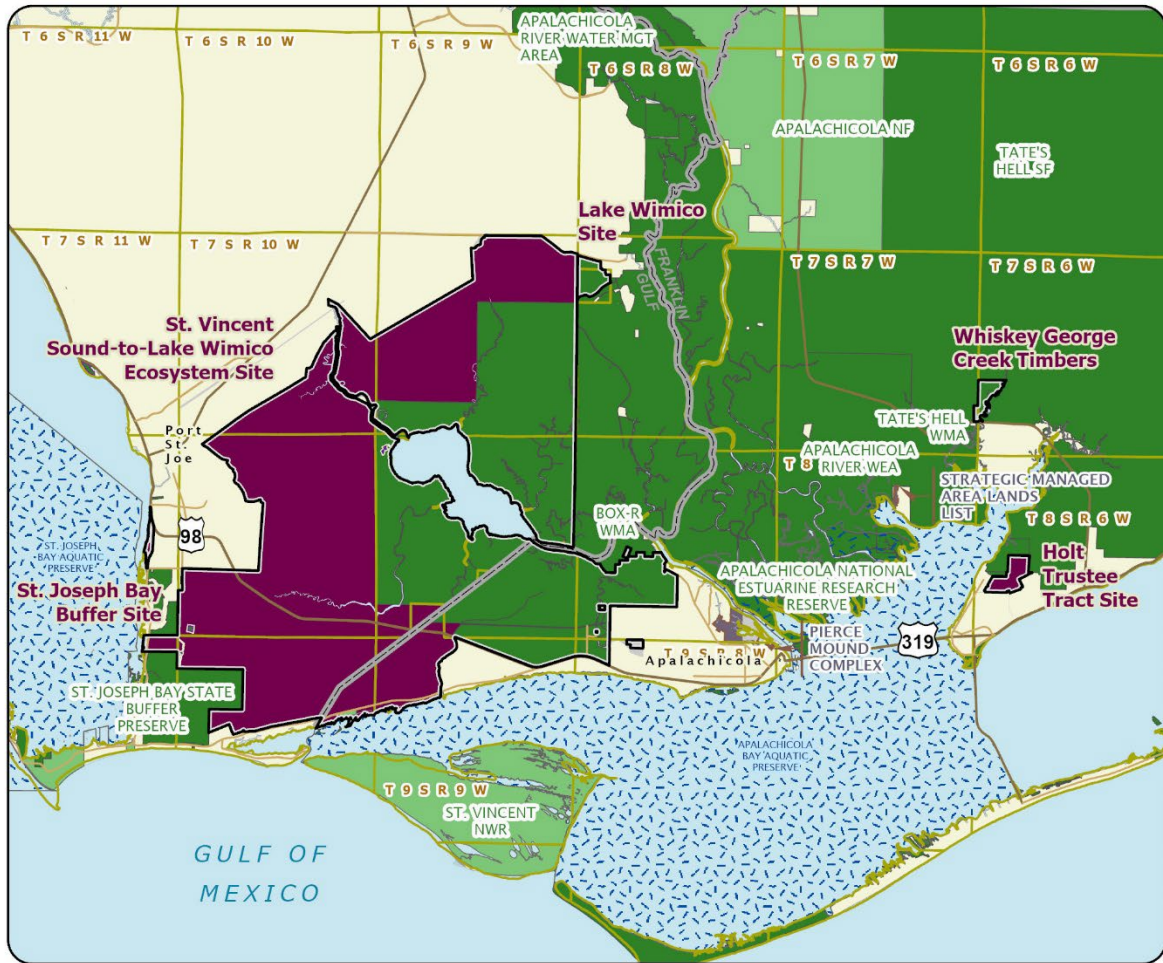 APALACHICOLA
RIVER WATER MGT
AREA
T 6 S R 11 W
T 6 S R 10 W
T 6 S R 9 W
T 6 S R 8 W
T 6 S R 7 W
T 6 S R 6 W
APALACHICOLA NF
TATE'S
HELL SF
Lake Wimico
Site
T 7 S R 11 W
T 7 S R 10 W
T 7 S R 7 W
T 7 S R 6 W
FRANKLIN
GULF
St. Vincent
Sound-to-Lake Wimico
Ecosystem Site
Whiskey George
Creek Timbers
Port
St.
Joe
TATE'S HELL
WMA
T 8
APALACHICOLA
RIVER WEA
STRATEGIC MANAGED
AREA LANDS
LIST
T 8 S R 6 W
BOX-R
WMA
98
ST. JOSEPH
BAY AQUATIC
PRESERVE
Holt
Trustee
Tract Site
APALACHICOLA NATIONAL
ESTUARINE RESEARCH
RESERVE
St. Joseph Bay
Buffer Site
PIERCE
MOUND
COMPLEX
319
T 9 S R 8 W
Apalachicola
ST. JOSEPH BAY STATE
BUFFER
PRESERVE
APALACHICOLA
BAY AQUATIC
PRESERVE
T 9 S R 9 W
ST. VINCENT
NWR
GULF OF
MEXICO